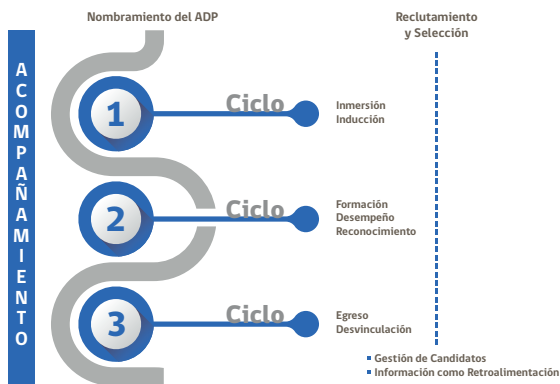 Nombramiento del ADP
Reclutamiento
y Selección
ACOMPAÑAMIENTO
1
Ciclo
Inmersión
Inducción
2
Ciclo
Formación
Desempeño
Reconocimiento
3
Ciclo
Egreso
Desvinculación
Gestión de Candidatos
Información como Retroalimentación